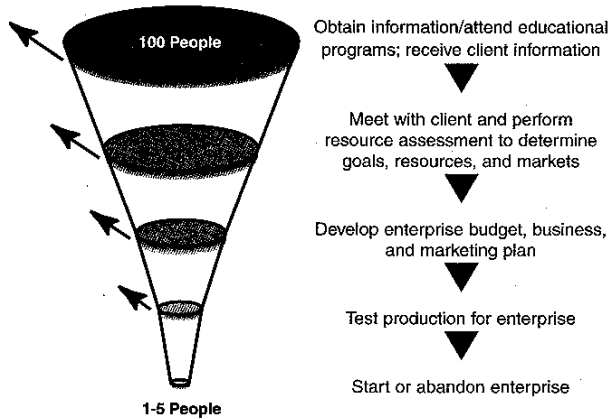 100 People
Obtain information/attend educational
programs; receive client information
Meet with client and perform
resource assessment to determine
goals, resources, and markets
Develop enterprise budget, business,
and marketing plan
Test production for enterprise
Start or abandon enterprise
1-5 People